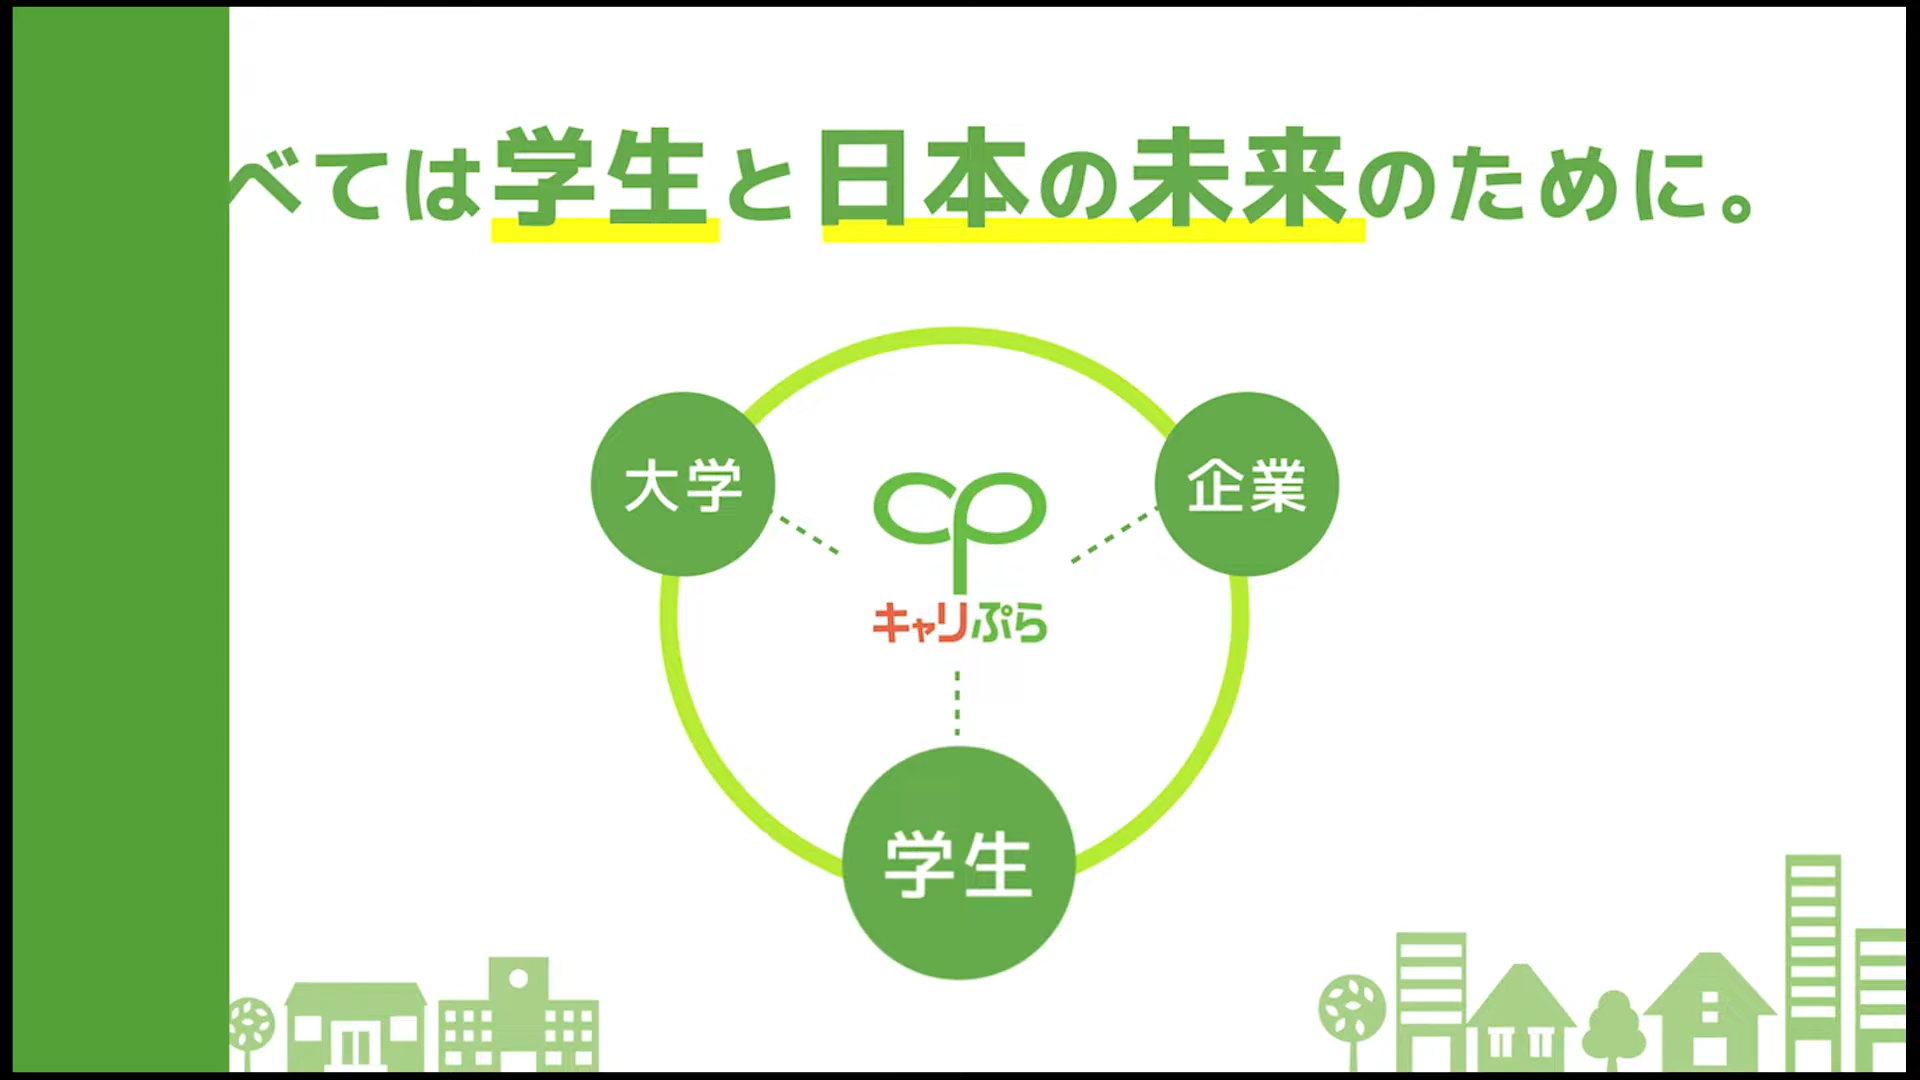 べては学生と日本の未来のために。
大学
企業
cp
キャリぷら
学生